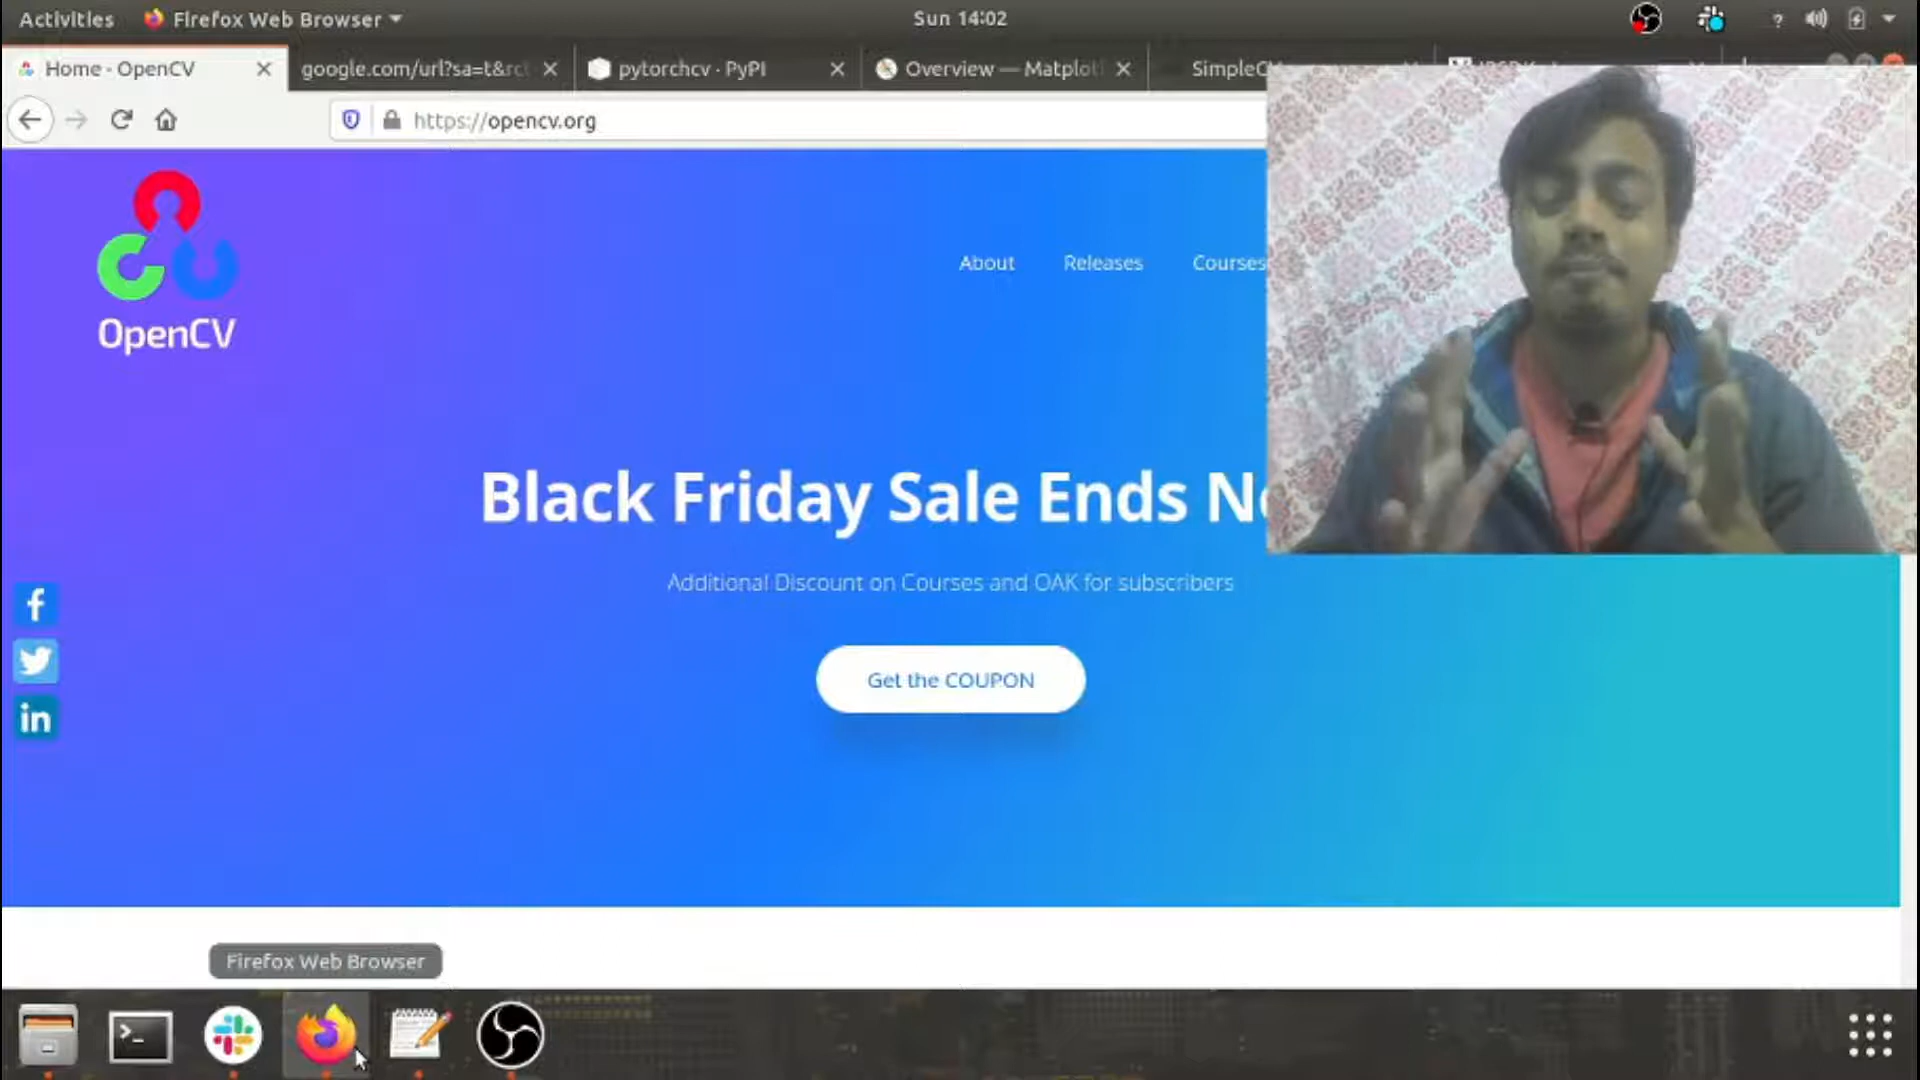 Activities Firefox Web Browser Sun 14:02 ?
Home - OpenCV google.com/url?sa=t&rct pytorchcv · PyPI Overview — Matplotl SimpleCV
https://opencv.org
OpenCV
About Releases Courses
Black Friday Sale Ends
Additional Discount on Courses and OAK for subscribers
Get the COUPON
f
in
Firefox Web Browser
>_